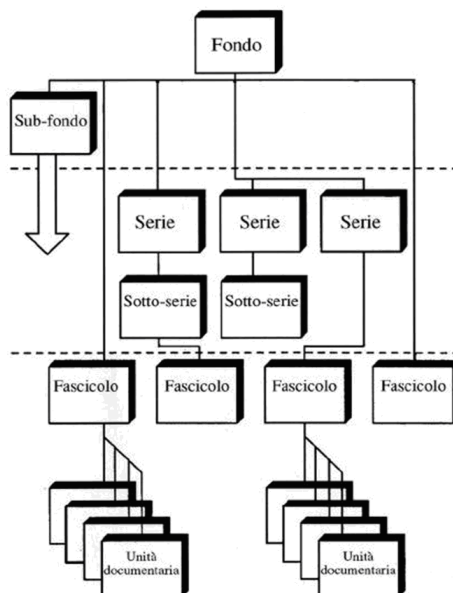 Fondo
Sub-fondo
Serie
Serie
Serie
Sotto-serie
Sotto-serie
Fascicolo
Fascicolo
Fascicolo
Fascicolo
Unità
documentaria
Unità
documentaria